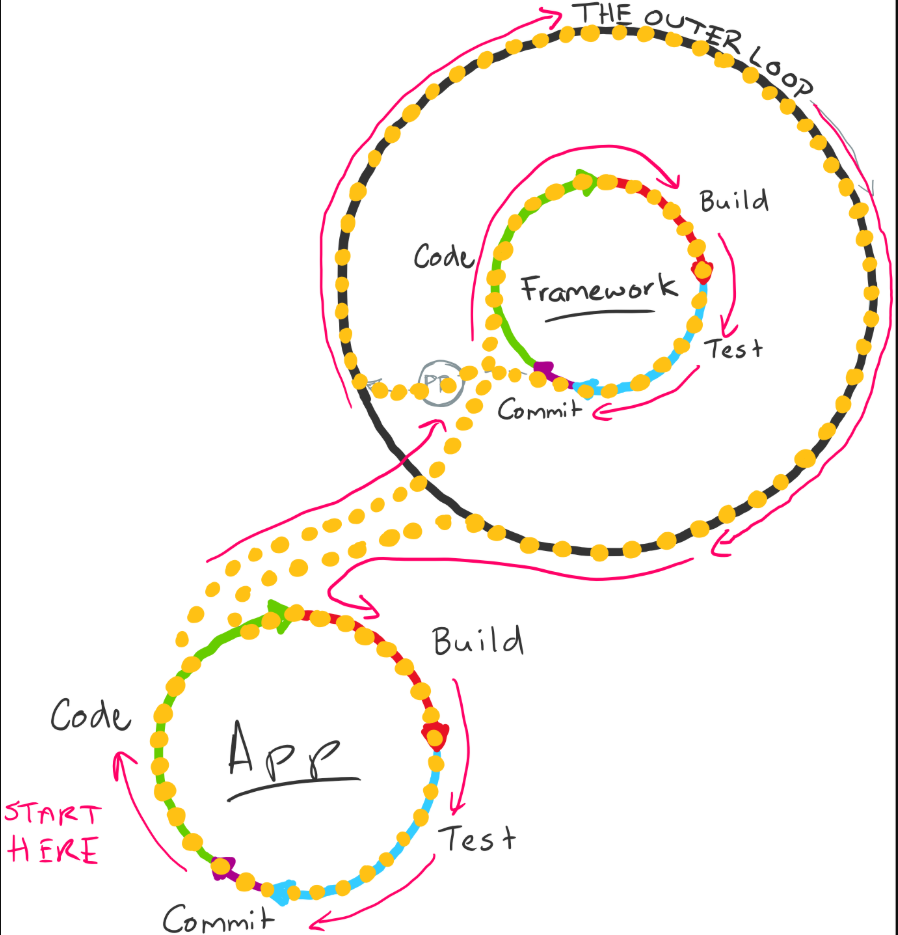 THE OUTER LOOP
Build
Code
Framework
Test
PR
Commit
Build
Code
App
START
HERE
Test
Commit